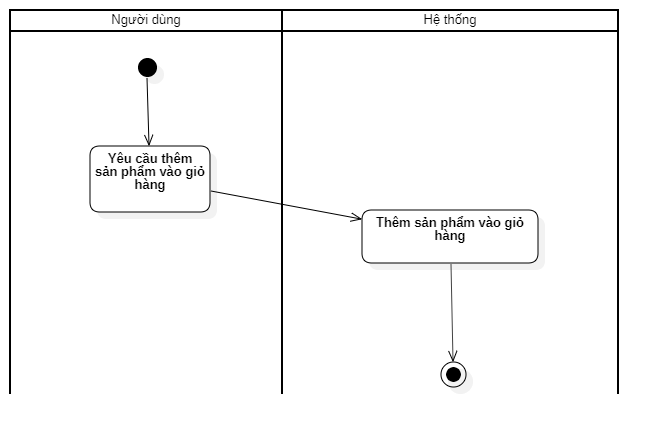 Người dùng
Hệ thống
Yêu cầu thêm
sản phẩm vào giỏ
hàng
Thêm sản phẩm vào giỏ
hàng